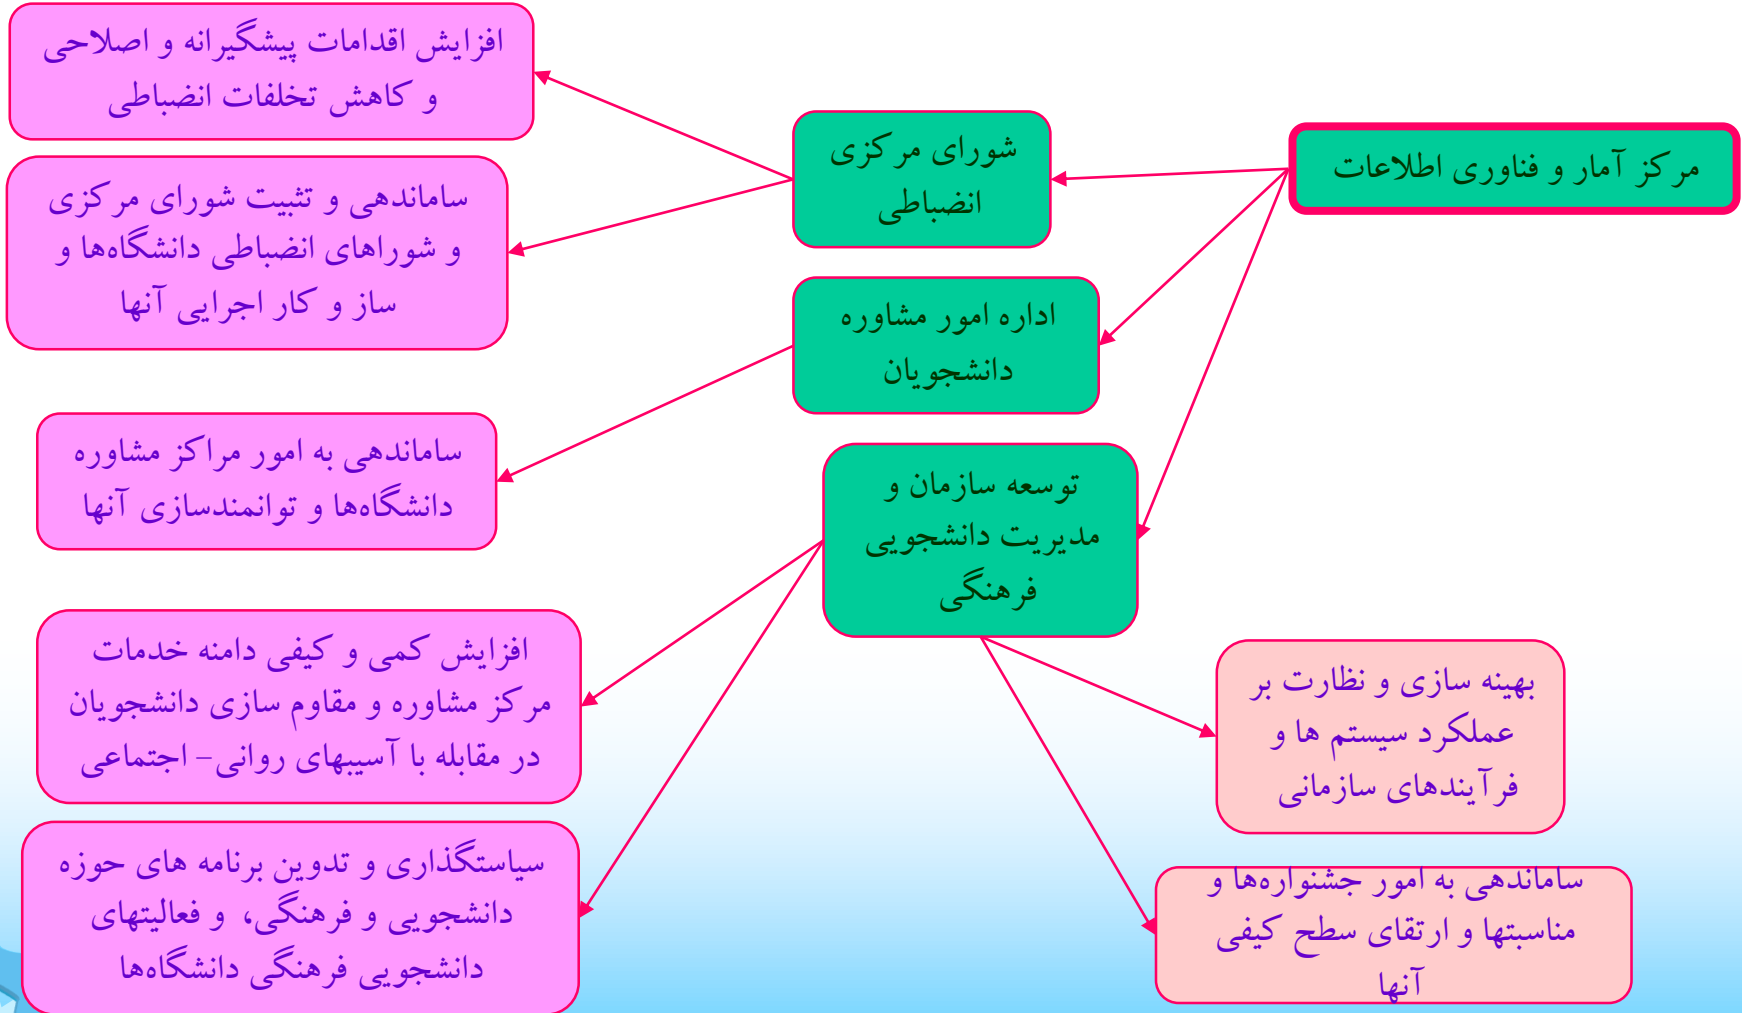 مرکز آمار و فناوری اطلاعات
شورای مرکزی
انضباطی
اداره امور مشاوره
دانشجویان
توسعه سازمان و
مدیریت دانشجویی
فرهنگی
افزایش اقدامات پیشگیرانه و اصلاحی
و کاهش تخلفات انضباطی
ساماندهی و تثبیت شورای مرکزی
و شوراهای انضباطی دانشگاه‌ها و
ساز و کار اجرایی آنها
ساماندهی به امور مراکز مشاوره
دانشگاه‌ها و توانمندسازی آنها
افزایش کمی و کیفی دامنه خدمات
مرکز مشاوره و مقاوم سازی دانشجویان
در مقابله با آسیبهای روانی- اجتماعی
سیاستگذاری و تدوین برنامه های حوزه
دانشجویی و فرهنگی، و فعالیتهای
دانشجویی فرهنگی دانشگاه‌ها
بهینه سازی و نظارت بر
عملکرد سیستم ها و
فرآیندهای سازمانی
ساماندهی به امور جشنواره‌ها و
مناسبتها و ارتقای سطح کیفی
آنها